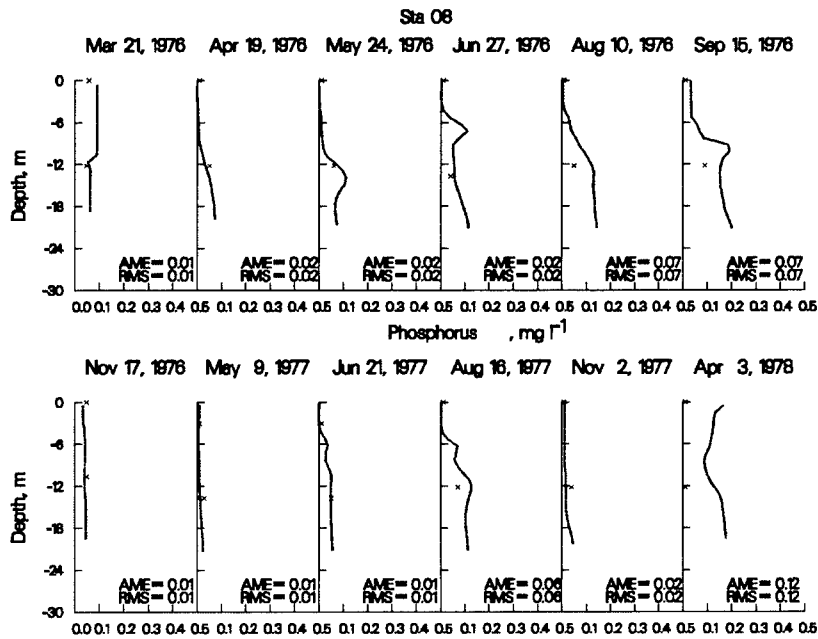 Sta 08
Mar 21, 1976 Apr 19, 1976 May 24, 1976 Jun 27, 1976 Aug 10, 1976 Sep 15, 1976
0
-6
-12
-18
-24
-30
Depth, m
AME= 0.01 AME= 0.02 AME= 0.02 AME= 0.02 AME= 0.07 AME= 0.07
RMS= 0.01 RMS= 0.02 RMS= 0.02 RMS= 0.02 RMS= 0.07 RMS= 0.07
0.0 0.1 0.2 0.3 0.4 0.5 0.1 0.2 0.3 0.4 0.5 0.1 0.2 0.3 0.4 0.5 0.1 0.2 0.3 0.4 0.5 0.1 0.2 0.3 0.4 0.5 0.1 0.2 0.3 0.4 0.5
Phosphorus , mg l⁻¹
Nov 17, 1976 May 9, 1977 Jun 21, 1977 Aug 16, 1977 Nov 2, 1977 Apr 3, 1978
0
-6
-12
-18
-24
-30
Depth, m
AME= 0.01 AME= 0.01 AME= 0.01 AME= 0.06 AME= 0.02 AME= 0.12
RMS= 0.01 RMS= 0.01 RMS= 0.01 RMS= 0.06 RMS= 0.02 RMS= 0.12
0.0 0.1 0.2 0.3 0.4 0.5 0.1 0.2 0.3 0.4 0.5 0.1 0.2 0.3 0.4 0.5 0.1 0.2 0.3 0.4 0.5 0.1 0.2 0.3 0.4 0.5 0.1 0.2 0.3 0.4 0.5